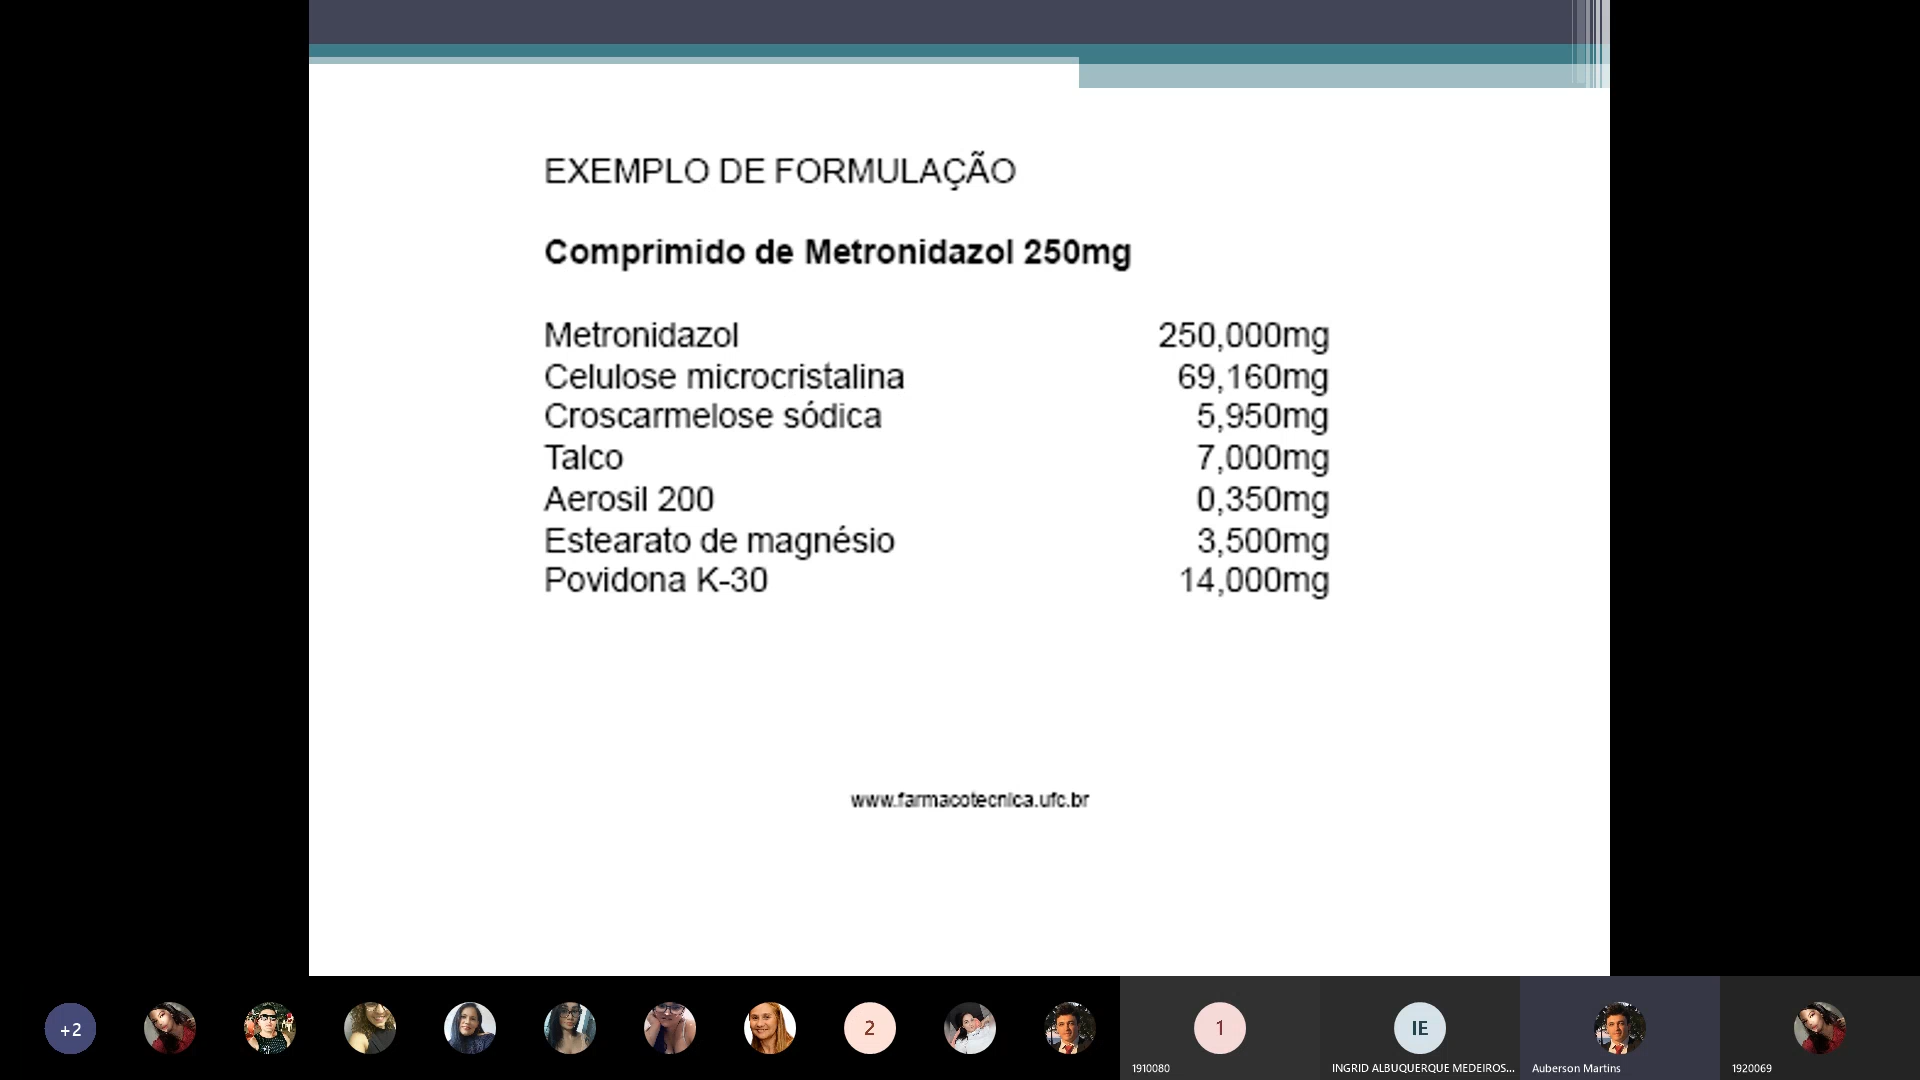 EXEMPLO DE FORMULAÇÃO
Comprimido de Metronidazol 250mg
Metronidazol 250,000mg
Celulose microcristalina 69,160mg
Croscarmelose sódica 5,950mg
Talco 7,000mg
Aerosil 200 0,350mg
Estearato de magnésio 3,500mg
Povidona K-30 14,000mg
www.farmacotecnica.ufc.br
+2
2
1
IE
1910080
INGRID ALBUQUERQUE MEDEIROS...
Auberson Martins
1920069